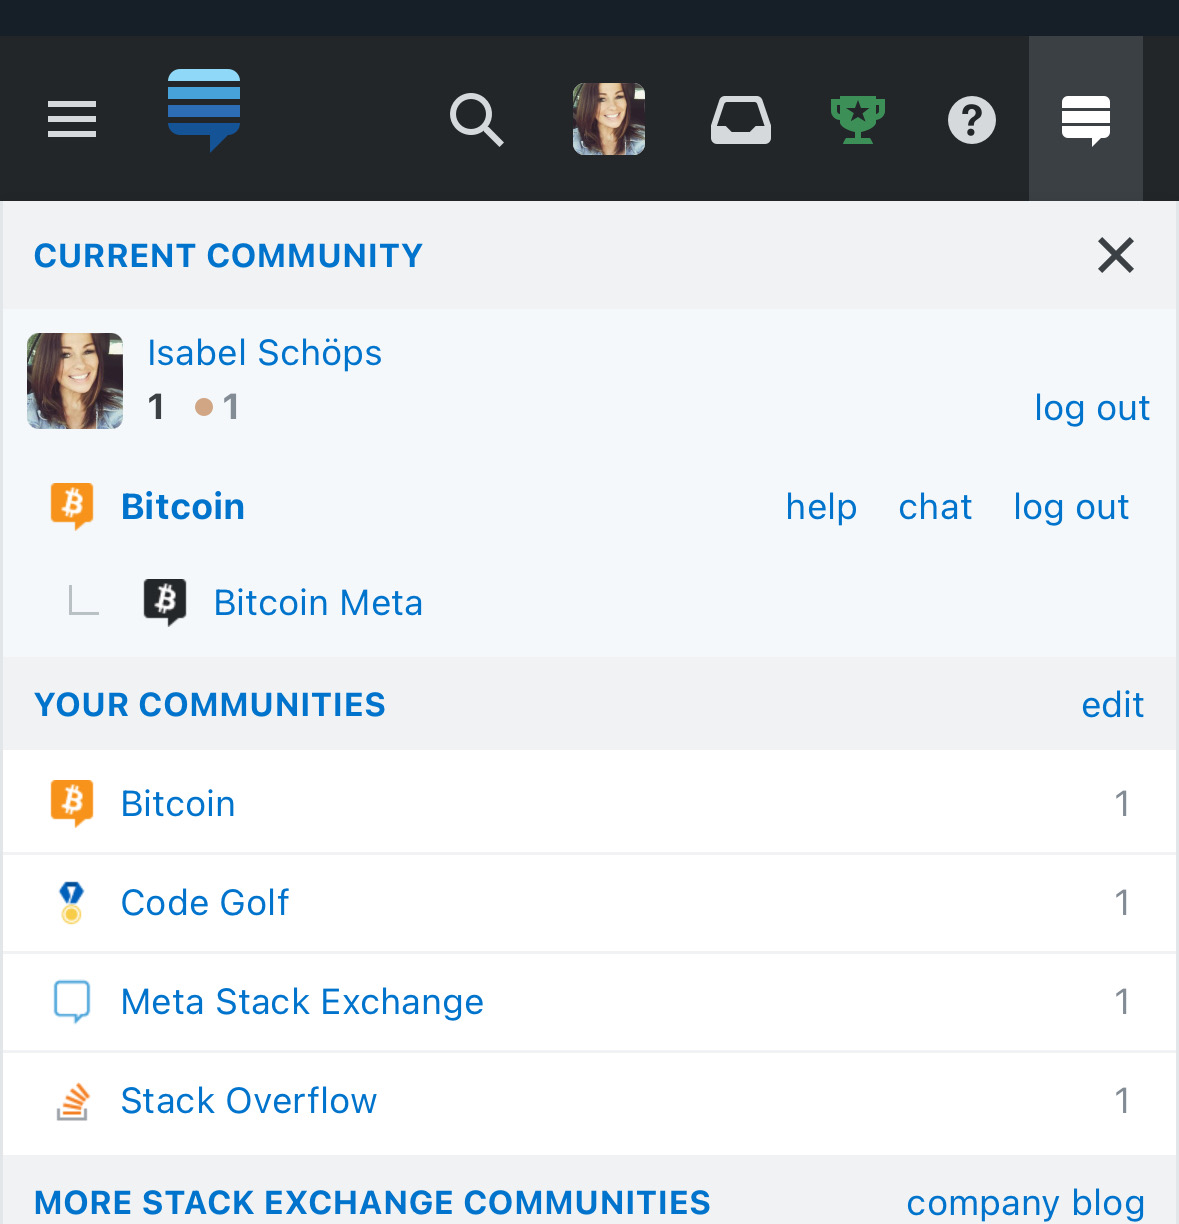 CURRENT COMMUNITY
Isabel Schöps
1 1
log out
Bitcoin help chat log out
Bitcoin Meta
YOUR COMMUNITIES edit
Bitcoin 1
Code Golf 1
Meta Stack Exchange 1
Stack Overflow 1
MORE STACK EXCHANGE COMMUNITIES company blog